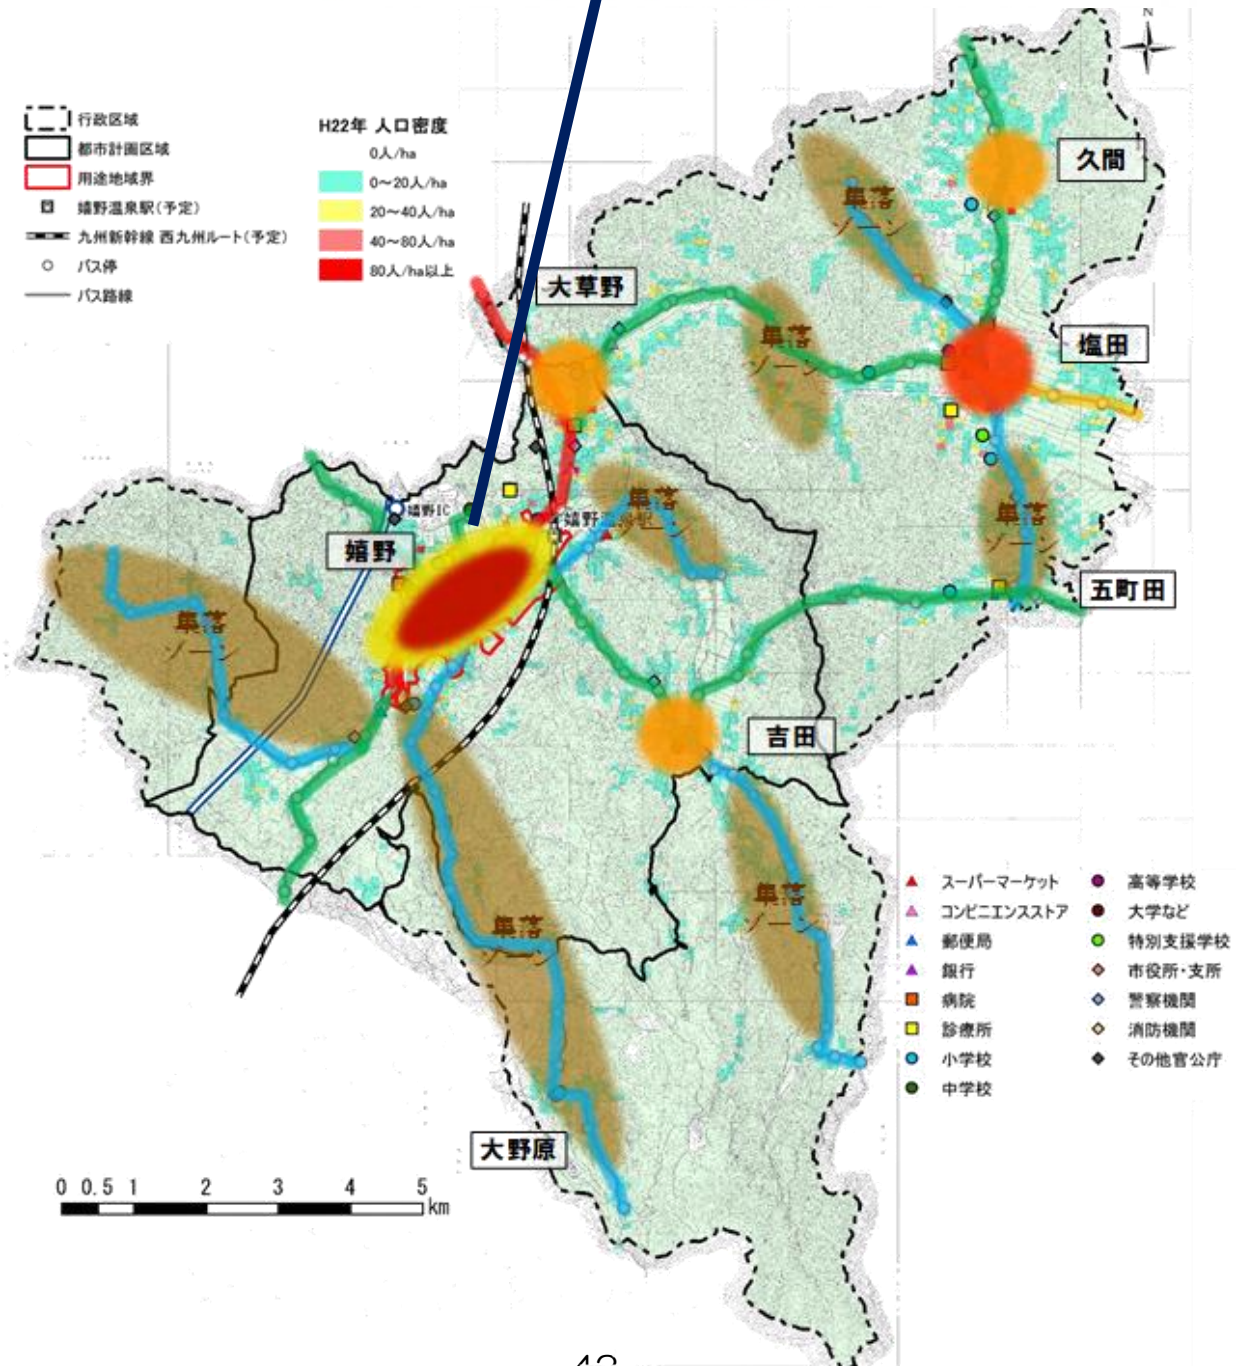 N
行政区域
都市計画区域
用途地域界
嬉野温泉駅(予定)
九州新幹線 西九州ルート(予定)
バス停
バス路線
H22年 人口密度
0人/ha
0～20人/ha
20～40人/ha
40～80人/ha
80人/ha以上
久間
集落
ゾーン
大草野
集落
ゾーン
塩田
集落
ゾーン
嬉野IC
嬉野
集落
ゾーン
五町田
集落
ゾーン
吉田
集落
ゾーン
集落
ゾーン
大野原
スーパーマーケット
コンビニエンスストア
郵便局
銀行
病院
診療所
小学校
中学校
高等学校
大学など
特別支援学校
市役所・支所
警察機関
消防機関
その他官公庁
0 0.5 1 2 3 4 5
km